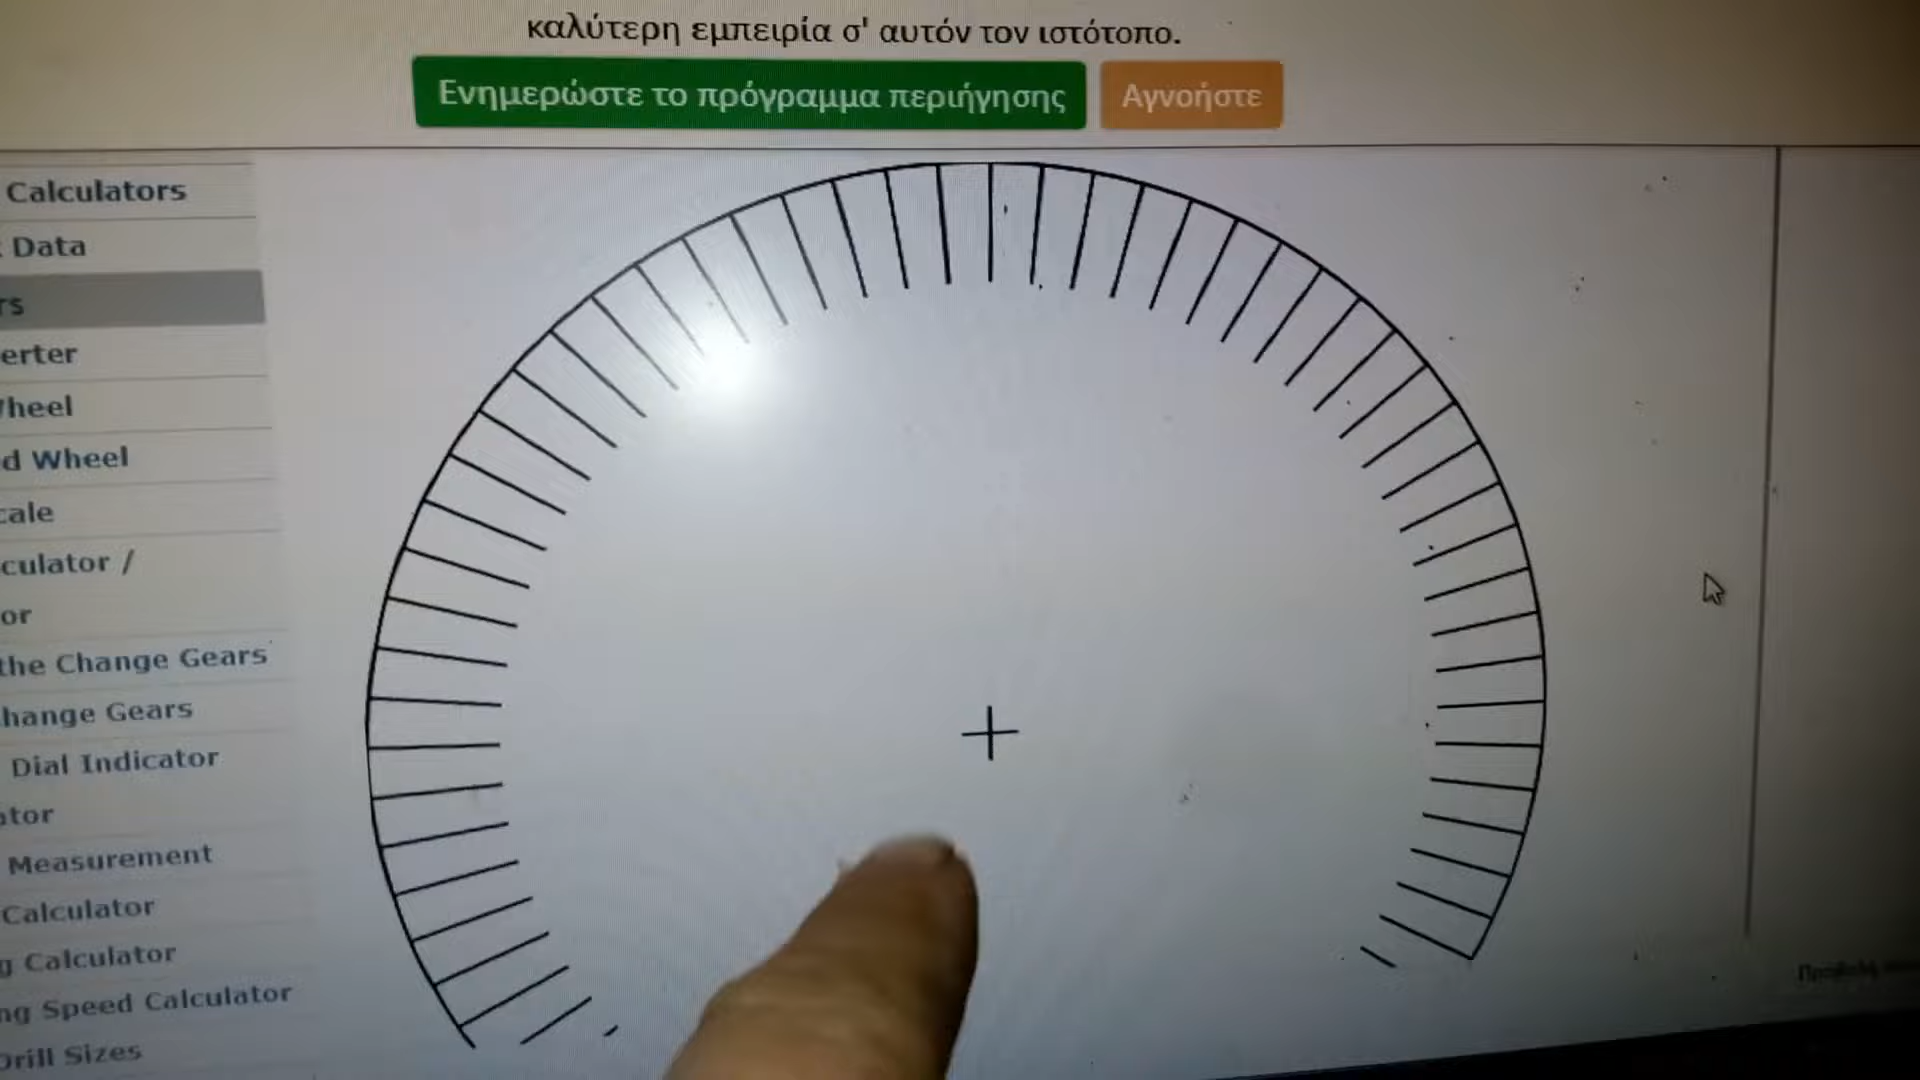 καλύτερη εμπειρία σ' αυτόν τον ιστότοπο.
Ενημερώστε το πρόγραμμα περιήγησης
Αγνοήστε
Calculators
Data
rs
erter
heel
d Wheel
cale
culator /
or
the Change Gears
hange Gears
Dial Indicator
ator
Measurement
Calculator
g Calculator
ng Speed Calculator
Drill Sizes